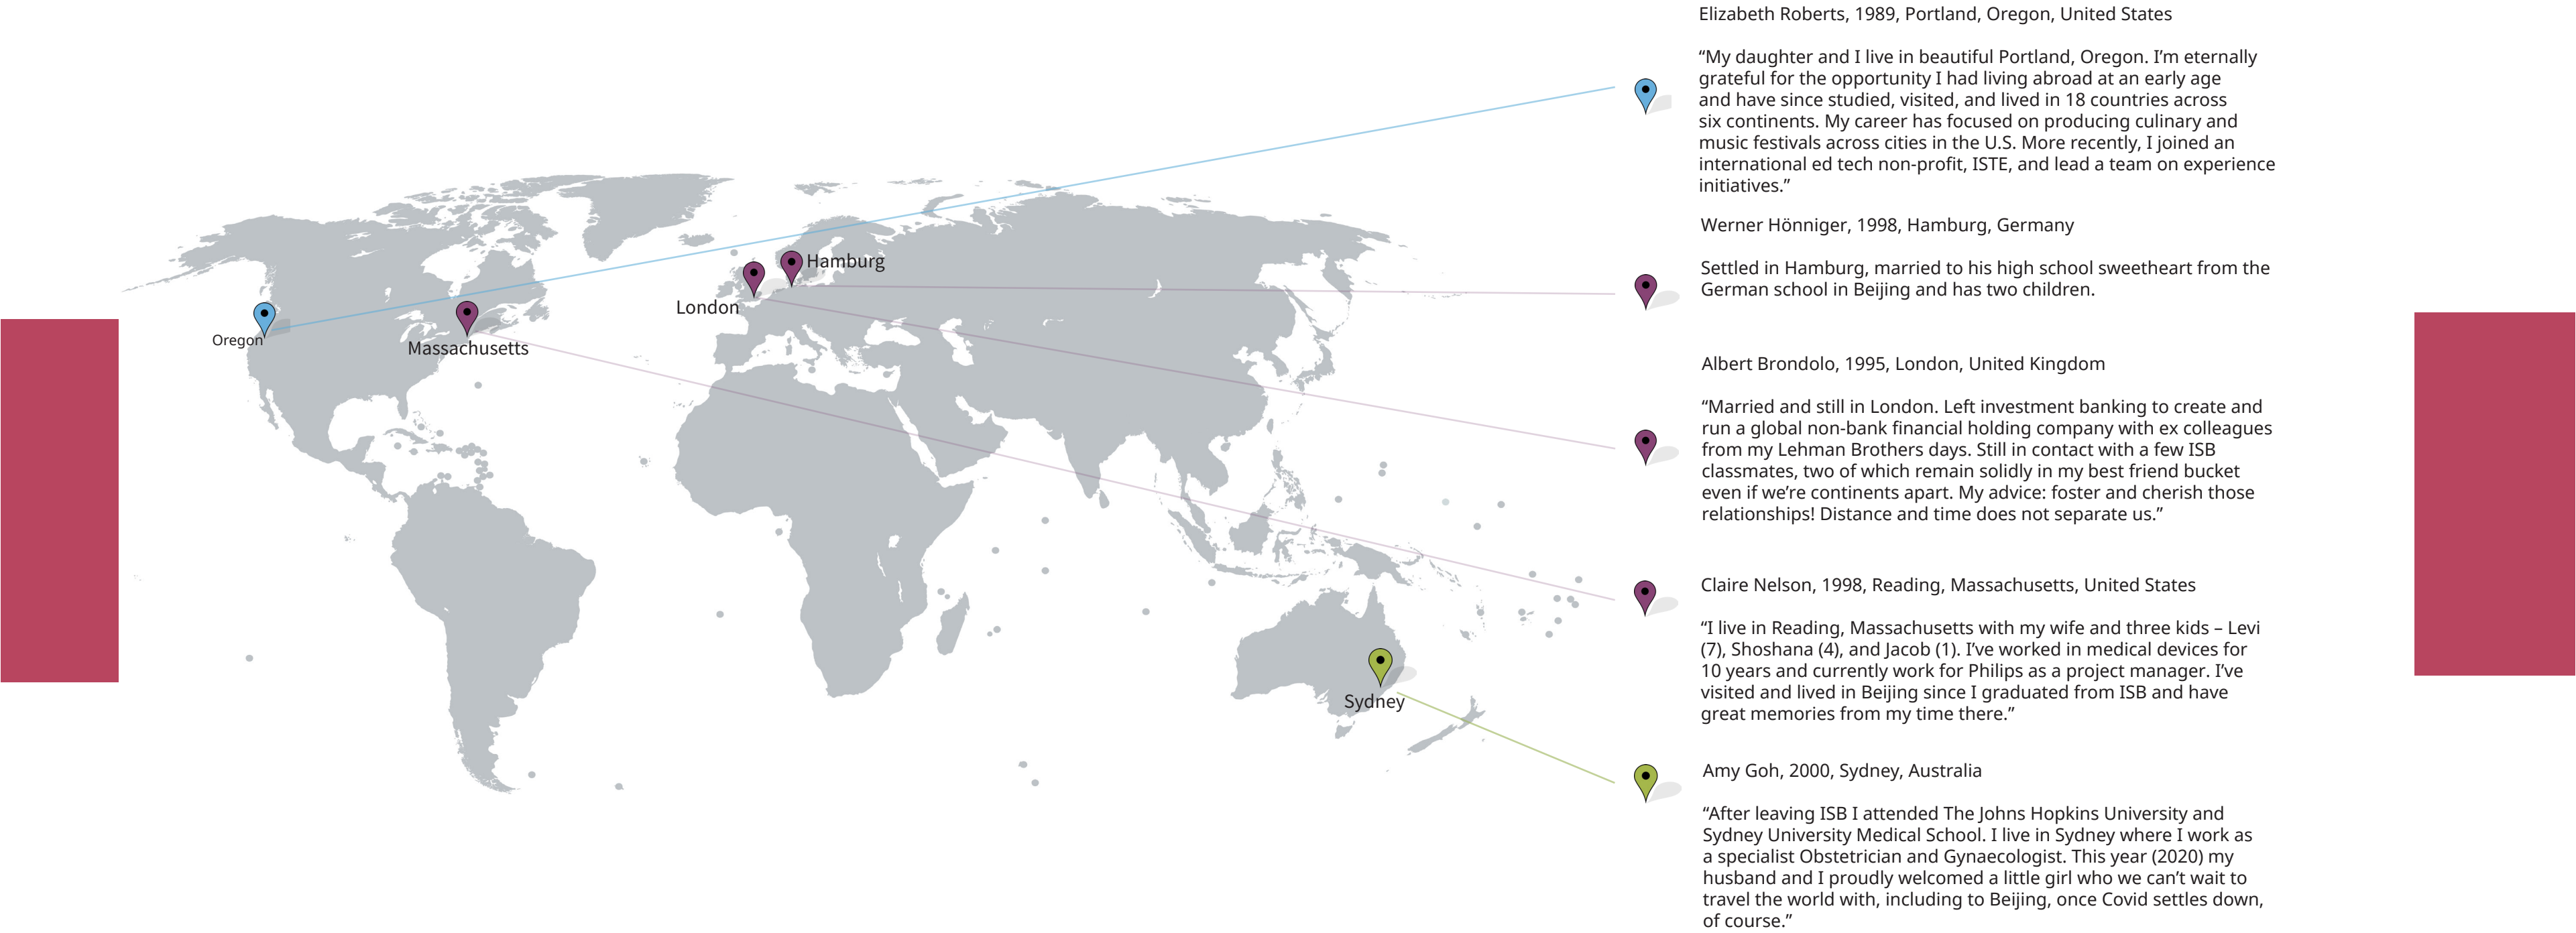 Elizabeth Roberts, 1989, Portland, Oregon, United States
“My daughter and I live in beautiful Portland, Oregon. I’m eternally
grateful for the opportunity I had living abroad at an early age
and have since studied, visited, and lived in 18 countries across
six continents. My career has focused on producing culinary and
music festivals across cities in the U.S. More recently, I joined an
international ed tech non-profit, ISTE, and lead a team on experience
initiatives.”
Werner Hönniger, 1998, Hamburg, Germany
Settled in Hamburg, married to his high school sweetheart from the
German school in Beijing and has two children.
Albert Brondolo, 1995, London, United Kingdom
“Married and still in London. Left investment banking to create and
run a global non-bank financial holding company with ex colleagues
from my Lehman Brothers days. Still in contact with a few ISB
classmates, two of which remain solidly in my best friend bucket
even if we’re continents apart. My advice: foster and cherish those
relationships! Distance and time does not separate us.”
Claire Nelson, 1998, Reading, Massachusetts, United States
“I live in Reading, Massachusetts with my wife and three kids – Levi
(7), Shoshana (4), and Jacob (1). I’ve worked in medical devices for
10 years and currently work for Philips as a project manager. I’ve
visited and lived in Beijing since I graduated from ISB and have
great memories from my time there.”
Amy Goh, 2000, Sydney, Australia
“After leaving ISB I attended The Johns Hopkins University and
Sydney University Medical School. I live in Sydney where I work as
a specialist Obstetrician and Gynaecologist. This year (2020) my
husband and I proudly welcomed a little girl who we can’t wait to
travel the world with, including to Beijing, once Covid settles down,
of course.”
Hamburg
London
Oregon
Massachusetts
Sydney